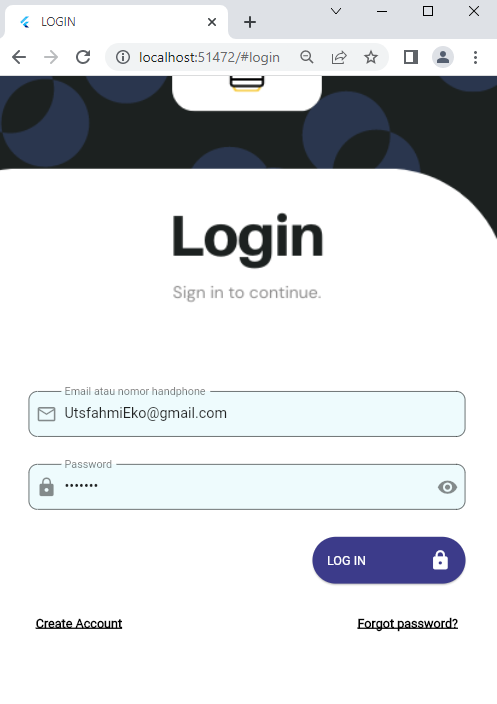 LOGIN
localhost:51472/#login
Login
Sign in to continue.
Email atau nomor handphone
UtsfahmiEko@gmail.com
Password
•••••••
LOG IN
Create Account
Forgot password?